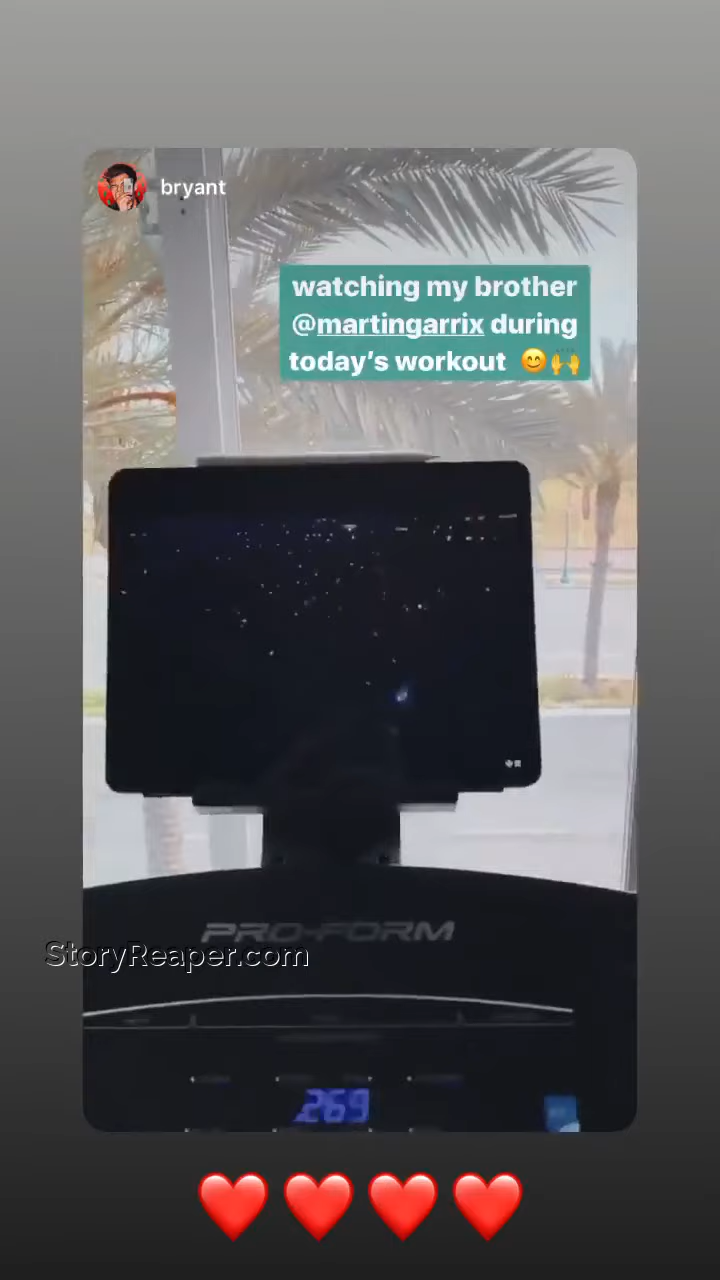 bryant
watching my brother
@martingarrix during
today's workout 😊🙌
PRO-FORM
StoryReaper.com
.269